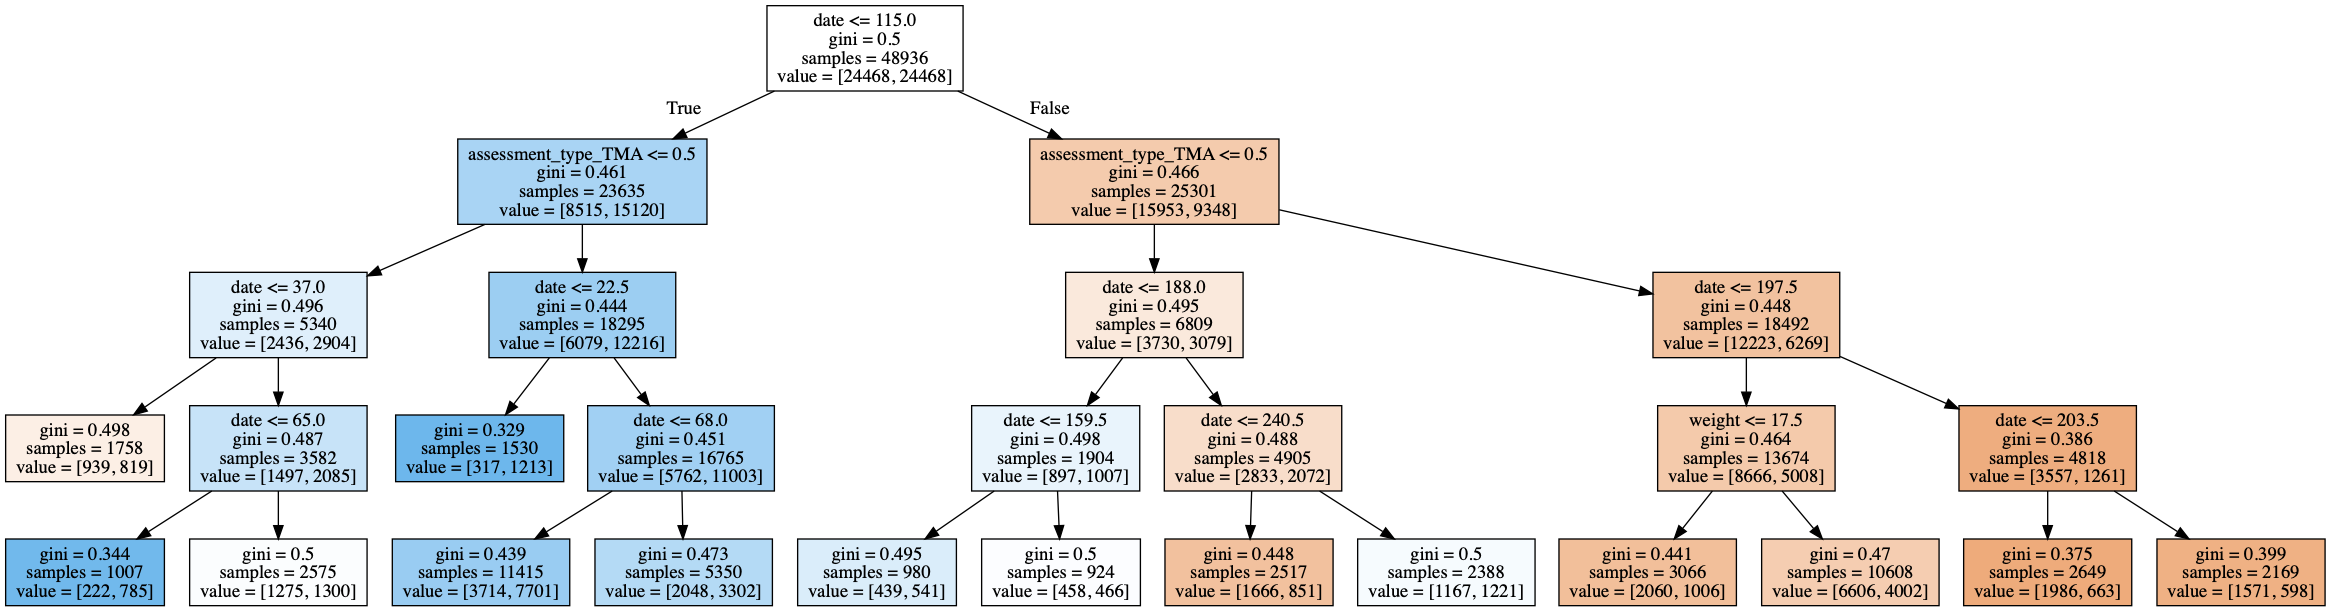 date <= 115.0
gini = 0.5
samples = 48936
value = [24468, 24468]
True
False
assessment_type_TMA <= 0.5
gini = 0.461
samples = 23635
value = [8515, 15120]
assessment_type_TMA <= 0.5
gini = 0.466
samples = 25301
value = [15953, 9348]
date <= 37.0
gini = 0.496
samples = 5340
value = [2436, 2904]
date <= 22.5
gini = 0.444
samples = 18295
value = [6079, 12216]
date <= 188.0
gini = 0.495
samples = 6809
value = [3730, 3079]
date <= 197.5
gini = 0.448
samples = 18492
value = [12223, 6269]
gini = 0.498
samples = 1758
value = [939, 819]
date <= 65.0
gini = 0.487
samples = 3582
value = [1497, 2085]
gini = 0.329
samples = 1530
value = [317, 1213]
date <= 68.0
gini = 0.451
samples = 16765
value = [5762, 11003]
date <= 159.5
gini = 0.498
samples = 1904
value = [897, 1007]
date <= 240.5
gini = 0.488
samples = 4905
value = [2833, 2072]
weight <= 17.5
gini = 0.464
samples = 13674
value = [8666, 5008]
date <= 203.5
gini = 0.386
samples = 4818
value = [3557, 1261]
gini = 0.344
samples = 1007
value = [222, 785]
gini = 0.5
samples = 2575
value = [1275, 1300]
gini = 0.439
samples = 11415
value = [3714, 7701]
gini = 0.473
samples = 5350
value = [2048, 3302]
gini = 0.495
samples = 980
value = [439, 541]
gini = 0.5
samples = 924
value = [458, 466]
gini = 0.448
samples = 2517
value = [1666, 851]
gini = 0.5
samples = 2388
value = [1167, 1221]
gini = 0.441
samples = 3066
value = [2060, 1006]
gini = 0.47
samples = 10608
value = [6606, 4002]
gini = 0.375
samples = 2649
value = [1986, 663]
gini = 0.399
samples = 2169
value = [1571, 598]